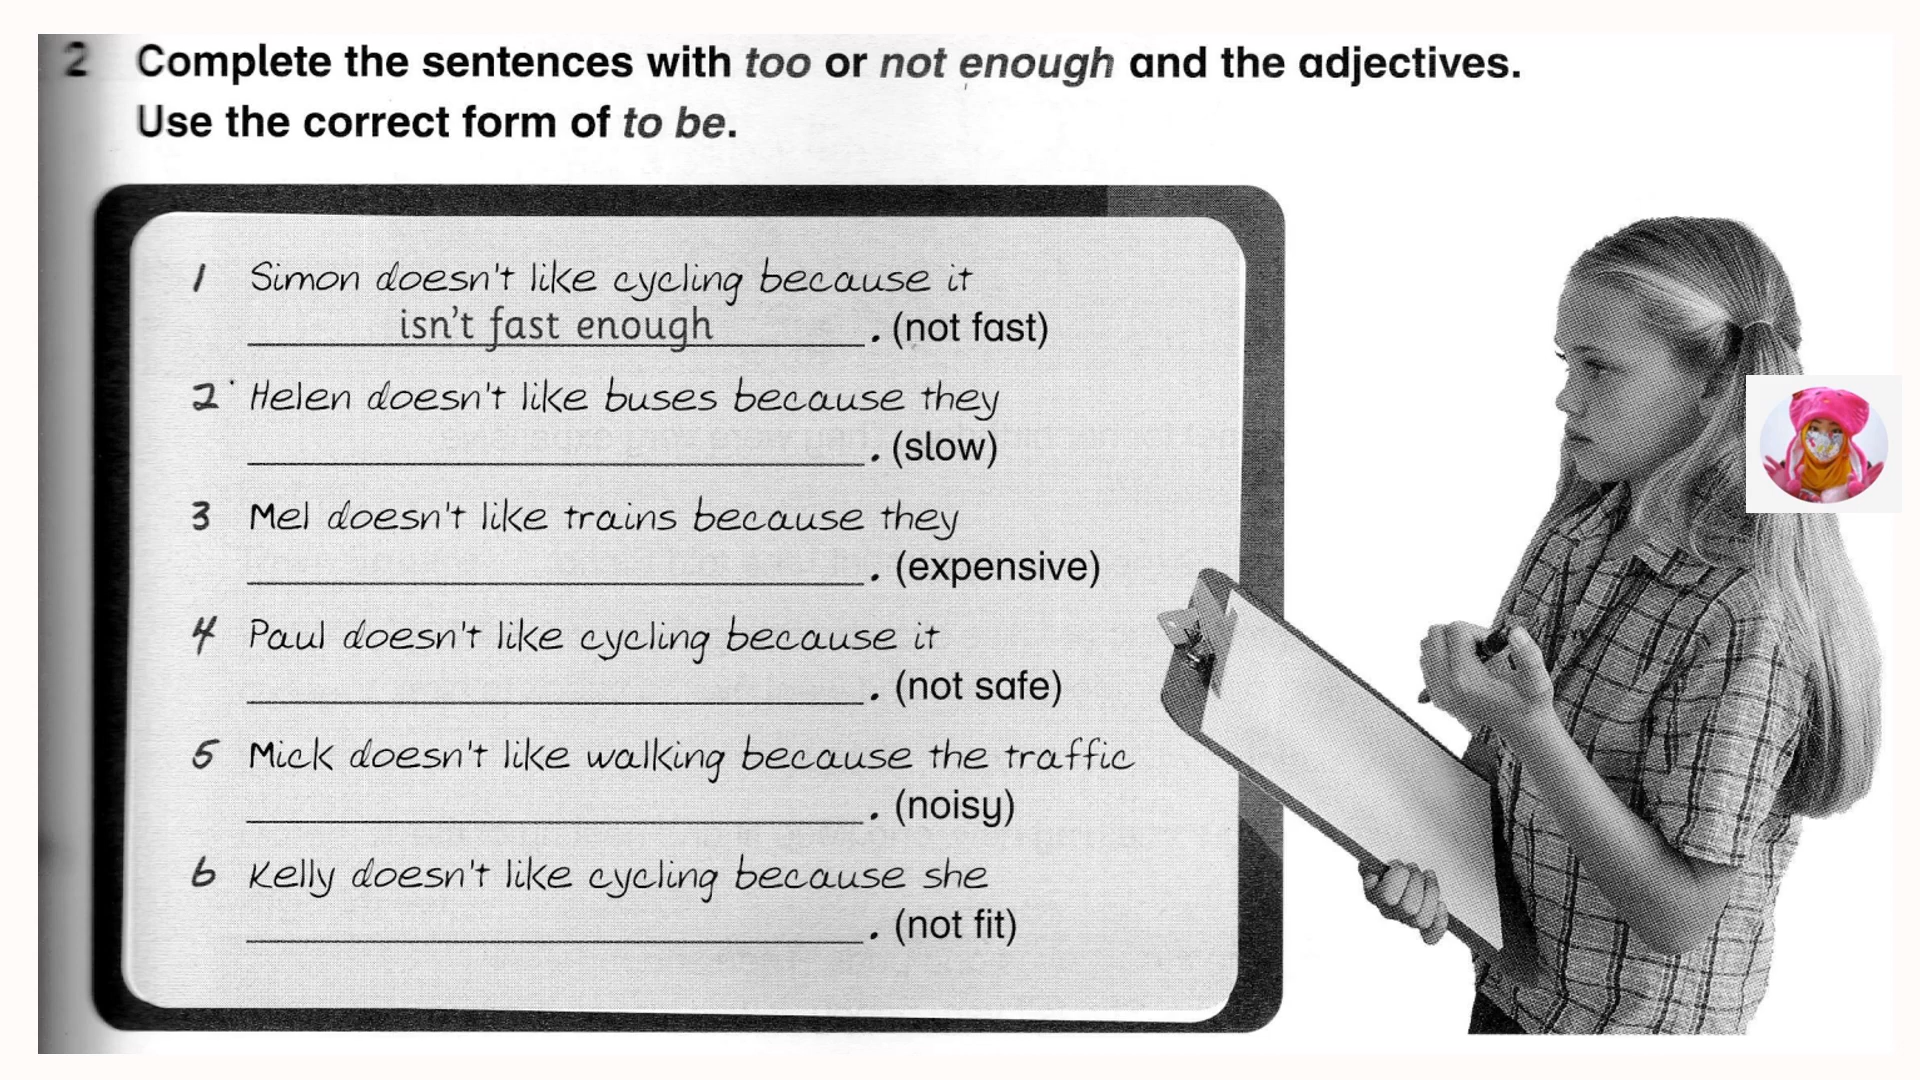 2 Complete the sentences with too or not enough and the adjectives.
Use the correct form of to be.
1 Simon doesn't like cycling because it
isn't fast enough . (not fast)
2 Helen doesn't like buses because they
. (slow)
3 Mel doesn't like trains because they
. (expensive)
4 Paul doesn't like cycling because it
. (not safe)
5 Mick doesn't like walking because the traffic
. (noisy)
6 Kelly doesn't like cycling because she
. (not fit)